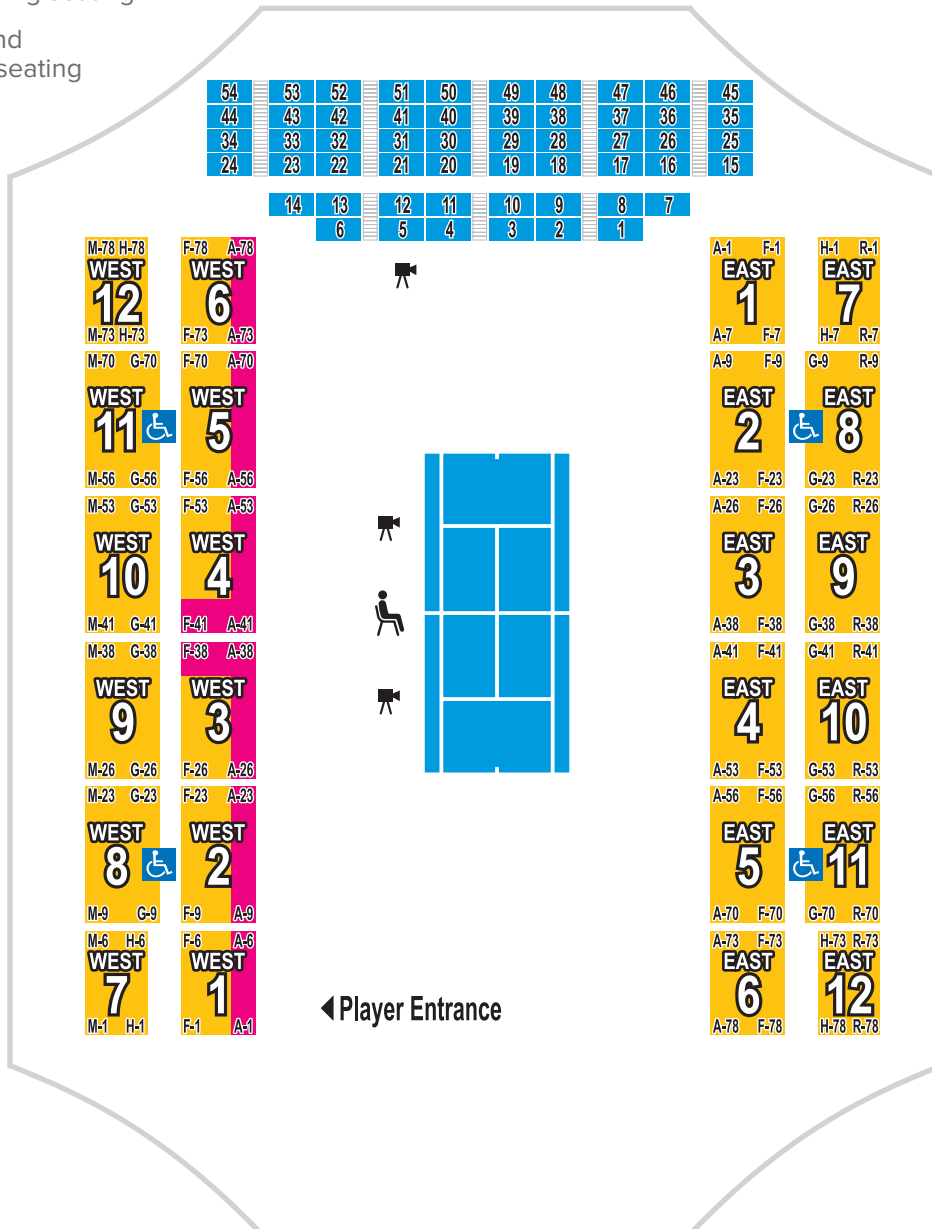 seating
54 53 52 51 50 49 48 47 46 45
44 43 42 41 40 39 38 37 36 35
34 33 32 31 30 29 28 27 26 25
24 23 22 21 20 19 18 17 16 15
14 13 12 11 10 9 8 7
6 5 4 3 2 1
M-78 H-78
WEST
12
M-73 H-73
F-78 A-78
WEST
6
F-73 A-73
A-1 F-1
EAST
1
A-7 F-7
H-1 R-1
EAST
7
H-7 R-7
M-70 G-70
WEST
11
M-56 G-56
F-70 A-70
WEST
5
F-56 A-56
A-9 F-9
EAST
2
A-23 F-23
G-9 R-9
EAST
8
G-23 R-23
M-53 G-53
WEST
10
M-41 G-41
F-53 A-53
WEST
4
F-41 A-41
A-26 F-26
EAST
3
A-38 F-38
G-26 R-26
EAST
9
G-38 R-38
M-38 G-38
WEST
9
M-26 G-26
F-38 A-38
WEST
3
F-26 A-26
A-41 F-41
EAST
4
A-53 F-53
G-41 R-41
EAST
10
G-53 R-53
M-23 G-23
WEST
8
M-9 G-9
F-23 A-23
WEST
2
F-9 A-9
A-56 F-56
EAST
5
A-70 F-70
G-56 R-56
EAST
11
G-70 R-70
M-6 H-6
WEST
7
M-1 H-1
F-6 A-6
WEST
1
F-1 A-1
Player Entrance
A-73 F-73
EAST
6
A-78 F-78
H-73 R-73
EAST
12
H-78 R-78